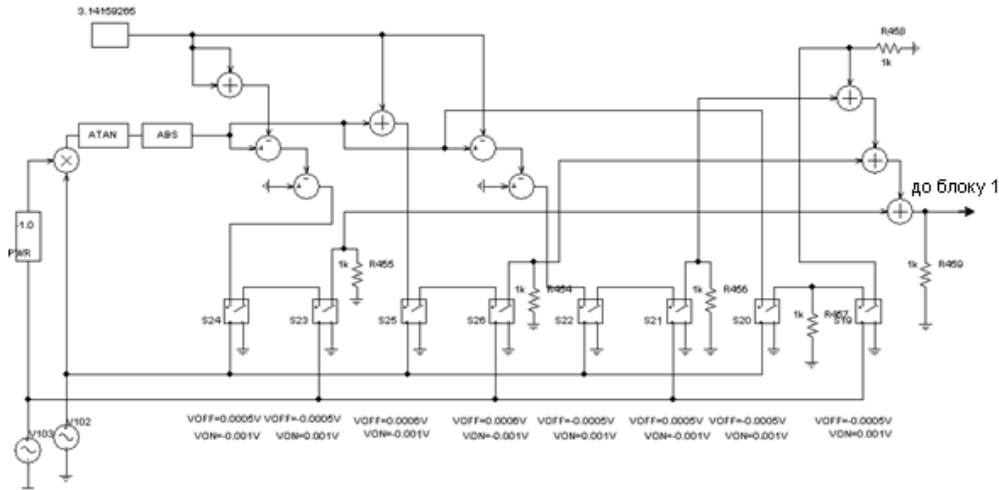 3.14159265
R458
1k
ATAN
ABS
до блоку 1
-1.0
PWR
1k
R455
1k
R454
1k
R456
1k
R457
1k
R459
S24
S23
S25
S26
S22
S21
S20
S19
V103
V102
VOFF=0.0005V
VOFF=-0.0005V
VOFF=0.0005V
VOFF=0.0005V
VOFF=-0.0005V
VOFF=0.0005V
VOFF=-0.0005V
VOFF=-0.0005V
VON=-0.001V
VON=0.001V
VON=-0.001V
VON=-0.001V
VON=0.001V
VON=-0.001V
VON=0.001V
VON=0.001V